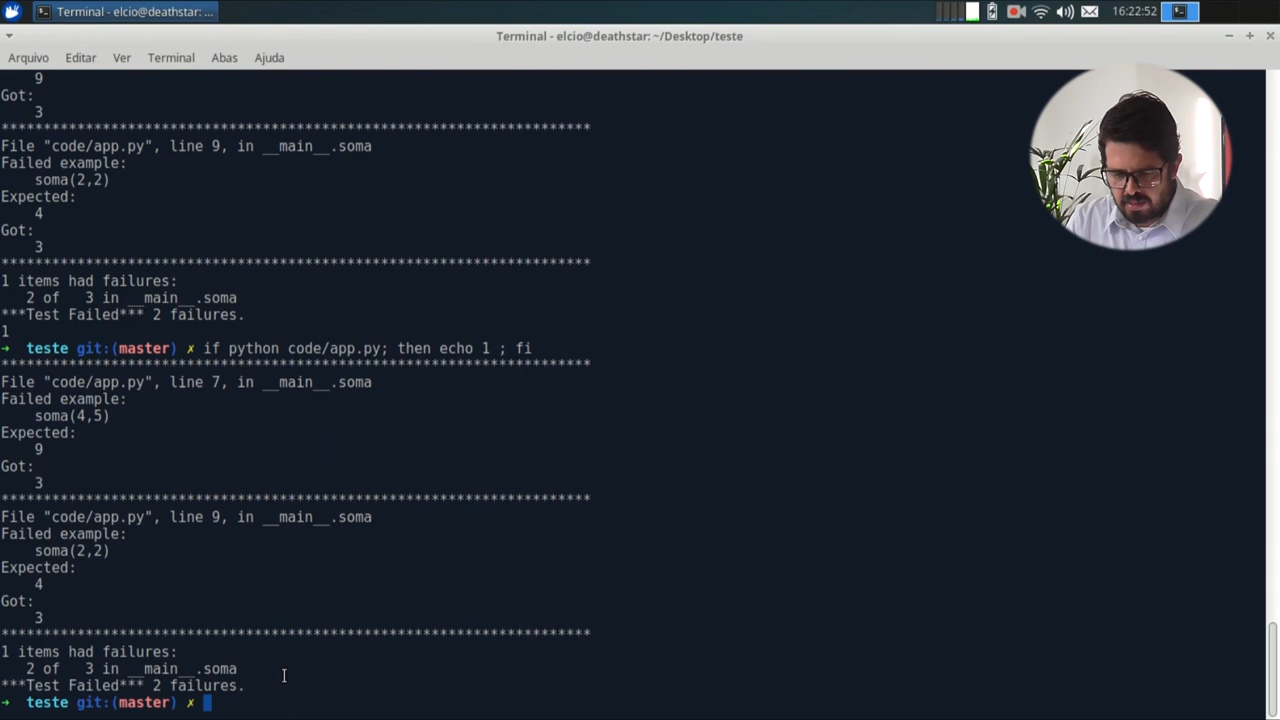 Terminal - elcio@deathstar: ...
16:22:52
Terminal - elcio@deathstar: ~/Desktop/teste
Arquivo Editar Ver Terminal Abas Ajuda
9
Got:
3
**********************************************************************
File "code/app.py", line 9, in __main__.soma
Failed example:
soma(2,2)
Expected:
4
Got:
3
**********************************************************************
1 items had failures:
2 of 3 in __main__.soma
***Test Failed*** 2 failures.
1
➜ teste git:(master) ✗ if python code/app.py; then echo 1 ; fi
**********************************************************************
File "code/app.py", line 7, in __main__.soma
Failed example:
soma(4,5)
Expected:
9
Got:
3
**********************************************************************
File "code/app.py", line 9, in __main__.soma
Failed example:
soma(2,2)
Expected:
4
Got:
3
**********************************************************************
1 items had failures:
2 of 3 in __main__.soma
***Test Failed*** 2 failures.
➜ teste git:(master) ✗